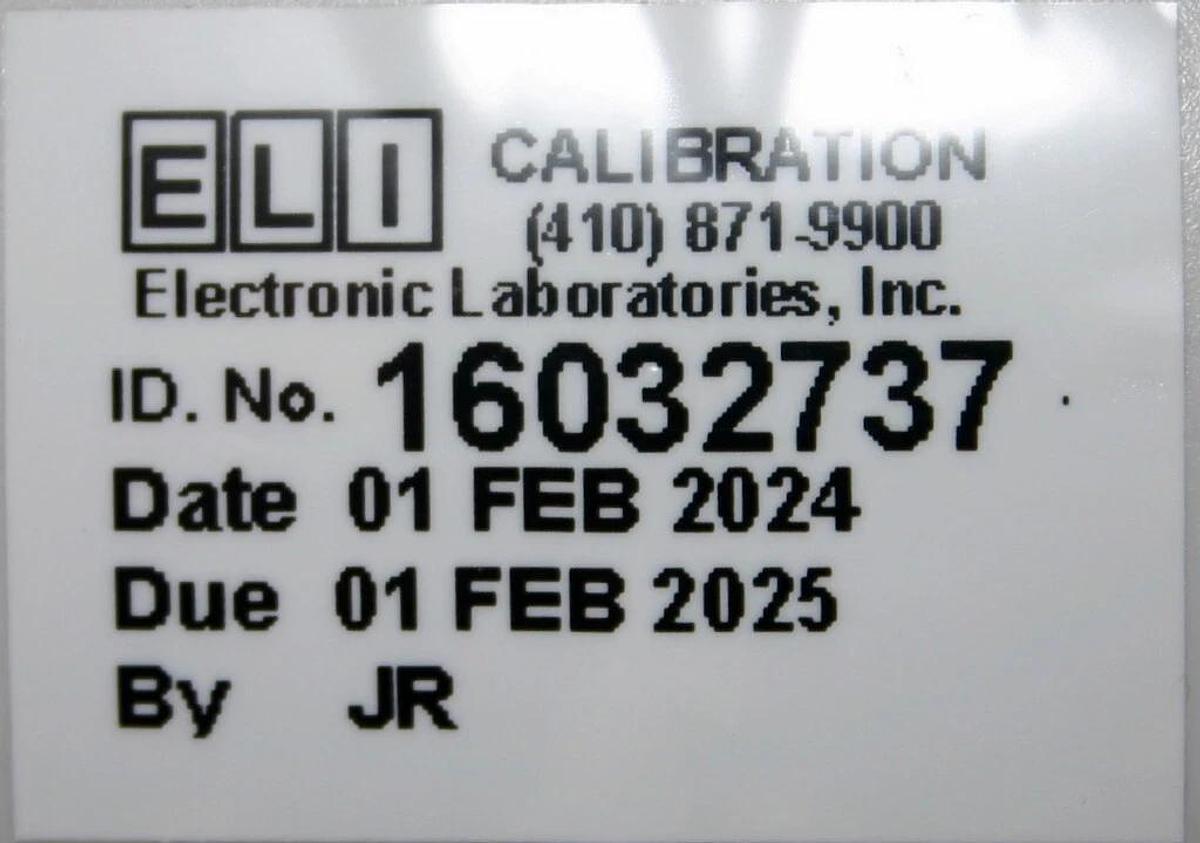 ELI CALIBRATION
(410) 871-9900
Electronic Laboratories, Inc.
ID. No. 16032737
Date 01 FEB 2024
Due 01 FEB 2025
By JR